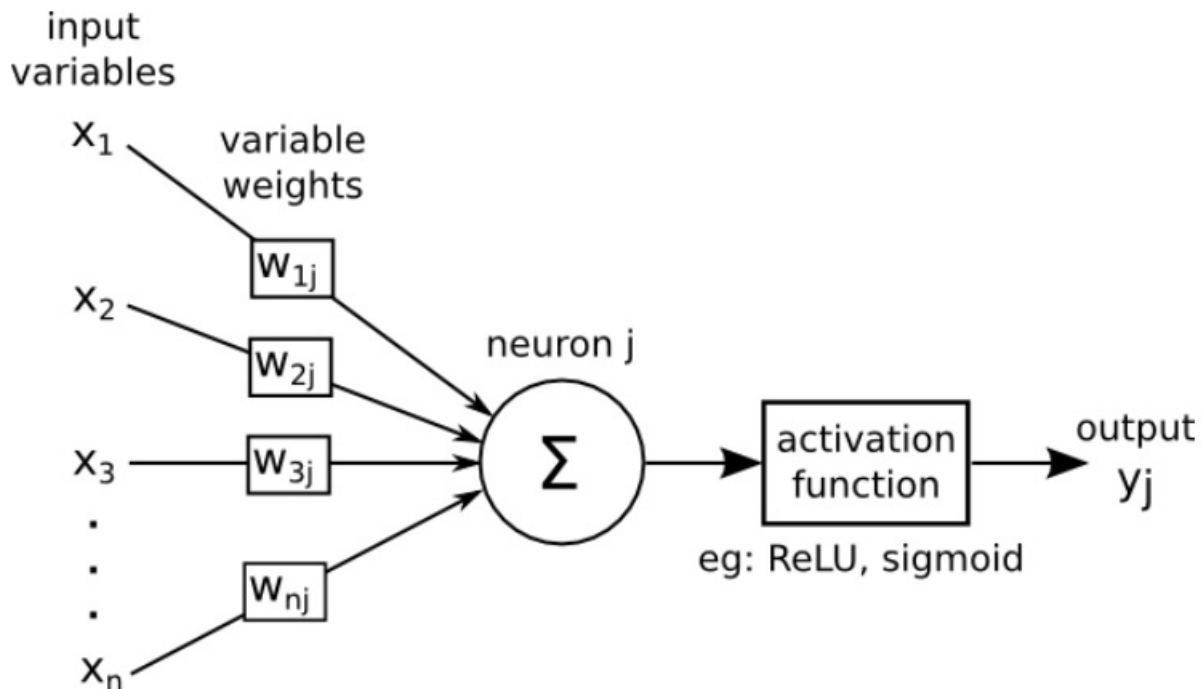 input
variables
x₁
variable
weights
w₁ⱼ
x₂
w₂ⱼ
neuron j
x₃
w₃ⱼ
Σ
activation
function
output
yⱼ
eg: ReLU, sigmoid
.
.
.
wₙⱼ
xₙ